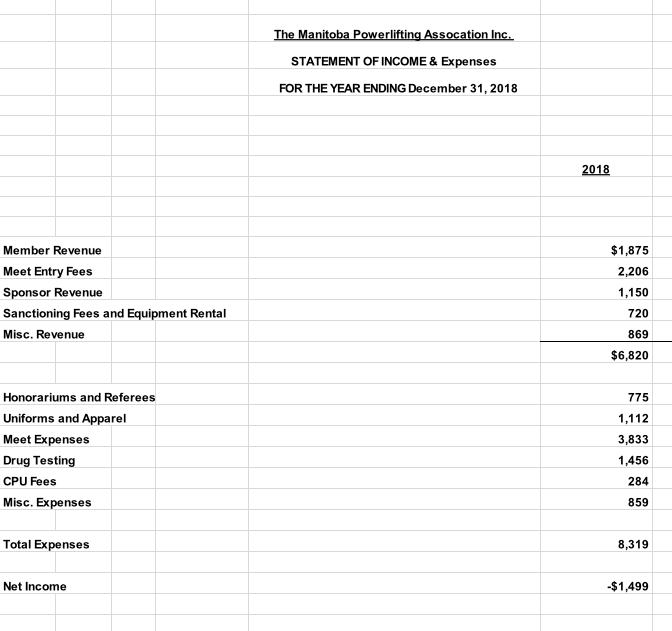 The Manitoba Powerlifting Assocation Inc.
STATEMENT OF INCOME & Expenses
FOR THE YEAR ENDING December 31, 2018
2018
Member Revenue $1,875
Meet Entry Fees 2,206
Sponsor Revenue 1,150
Sanctioning Fees and Equipment Rental 720
Misc. Revenue 869
$6,820
Honorariums and Referees 775
Uniforms and Apparel 1,112
Meet Expenses 3,833
Drug Testing 1,456
CPU Fees 284
Misc. Expenses 859
Total Expenses 8,319
Net Income -$1,499